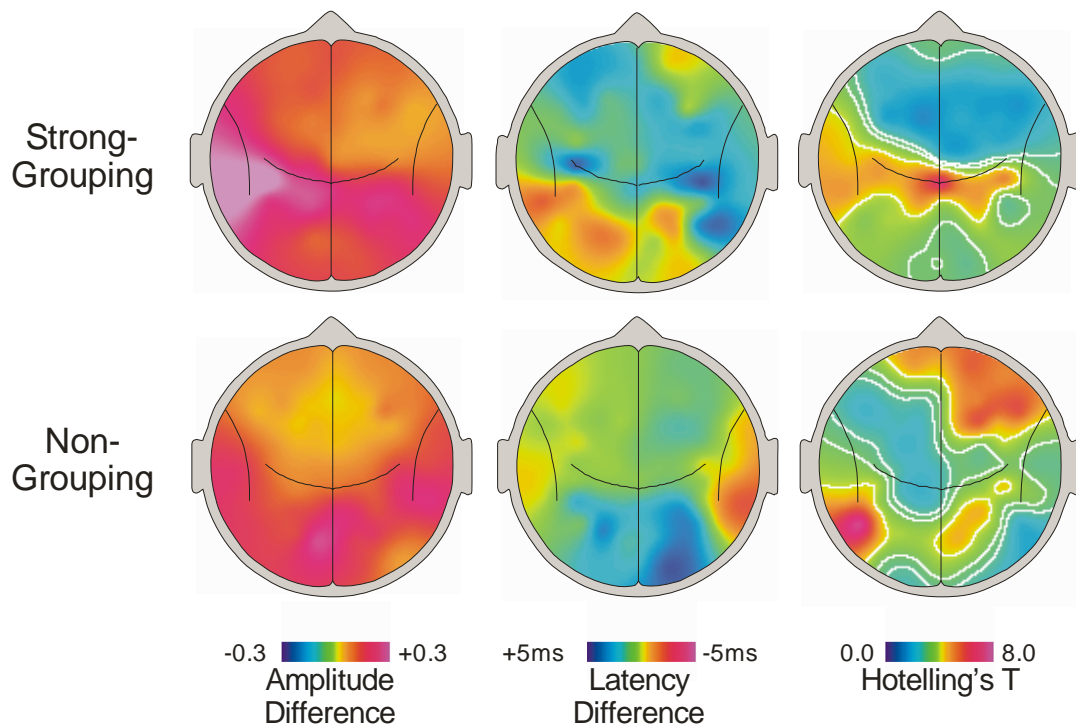 Strong-
Grouping
Non-
Grouping
-0.3 +0.3
Amplitude
Difference
+5ms -5ms
Latency
Difference
0.0 8.0
Hotelling's T